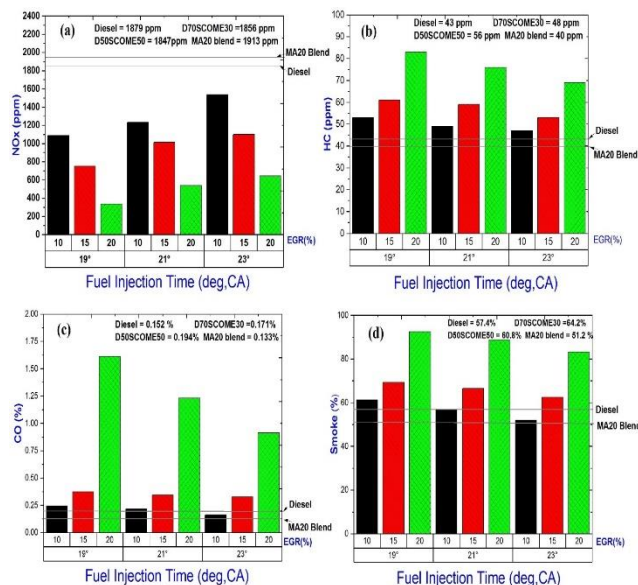 (a)
Diesel = 1879 ppm D70SCOME30 = 1856 ppm
D50SCOME50 = 1847ppm MA20 blend = 1913 ppm
MA20 Blend
Diesel
NOx (ppm)
2400
2200
2000
1800
1600
1400
1200
1000
800
600
400
200
0
10 15 20 10 15 20 10 15 20 EGR(%)
19° 21° 23°
Fuel Injection Time (deg,CA)
(b)
Diesel = 43 ppm D70SCOME30 = 48 ppm
D50SCOME50 = 56 ppm MA20 blend = 40 ppm
Diesel
MA20 Blend
HC (ppm)
100
90
80
70
60
50
40
30
20
10
0
10 15 20 10 15 20 10 15 20 EGR(%)
19° 21° 23°
Fuel Injection Time (deg,CA)
(c)
Diesel = 0.152 % D70SCOME30 =0.171%
D50SCOME50 = 0.194% MA20 blend = 0.133%
Diesel
MA20 Blend
CO (%)
2.00
1.75
1.50
1.25
1.00
0.75
0.50
0.25
0.00
10 15 20 10 15 20 10 15 20 EGR(%)
19° 21° 23°
Fuel Injection Time (deg,CA)
(d)
Diesel = 57.4% D70SCOME30 =64.2%
D50SCOME50 = 60.8% MA20 blend = 51.2 %
Diesel
MA20 Blend
Smoke (%)
100
80
60
40
20
0
10 15 20 10 15 20 10 15 20 EGR(%)
19° 21° 23°
Fuel Injection Time (deg,CA)